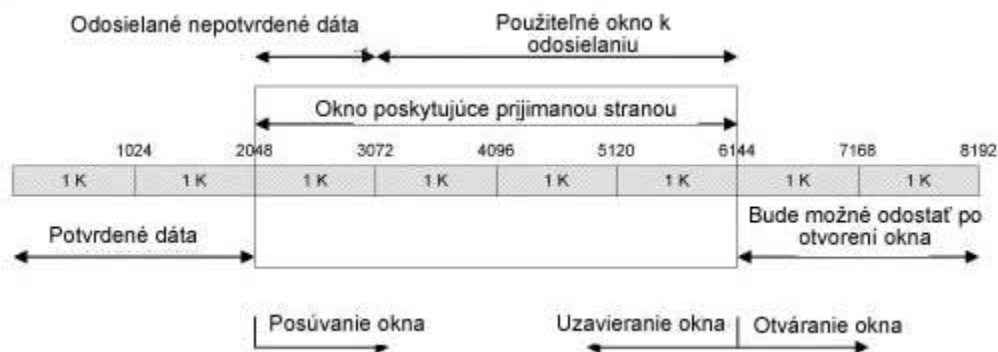 Odosielané nepotvrdené dáta
Použiteľné okno k
odosielaniu
Okno poskytujúce prijimanou stranou
1024 2048 3072 4096 5120 6144 7168 8192
1 K 1 K 1 K 1 K 1 K 1 K 1 K 1 K
Potvrdené dáta
Bude možné odostať po
otvorení okna
Posúvanie okna
Uzavieranie okna
Otváranie okna